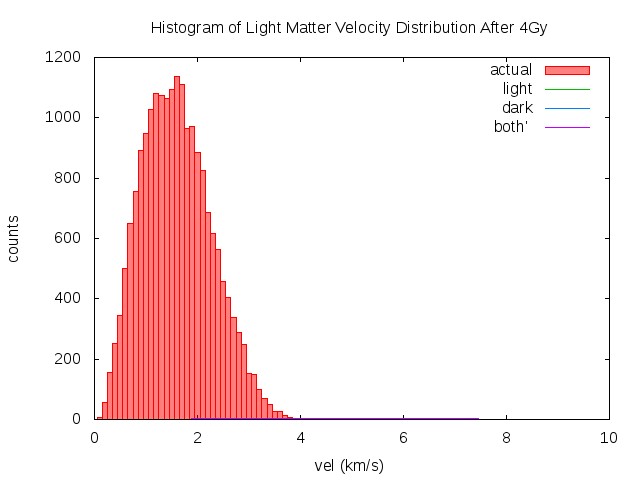 Histogram of Light Matter Velocity Distribution After 4Gy
actual
light
dark
both'
1200
1000
800
600
400
200
0
counts
0 2 4 6 8 10
vel (km/s)